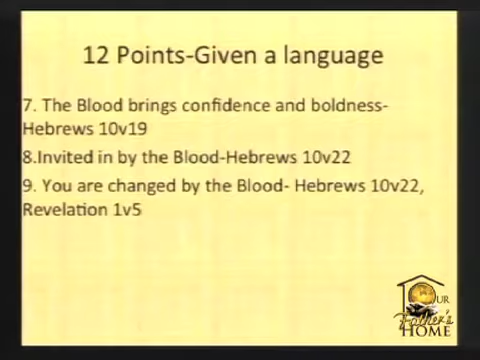 12 Points-Given a language
7. The Blood brings confidence and boldness-
Hebrews 10v19
8.Invited in by the Blood-Hebrews 10v22
9. You are changed by the Blood- Hebrews 10v22,
Revelation 1v5
OUR
Father's
HOME